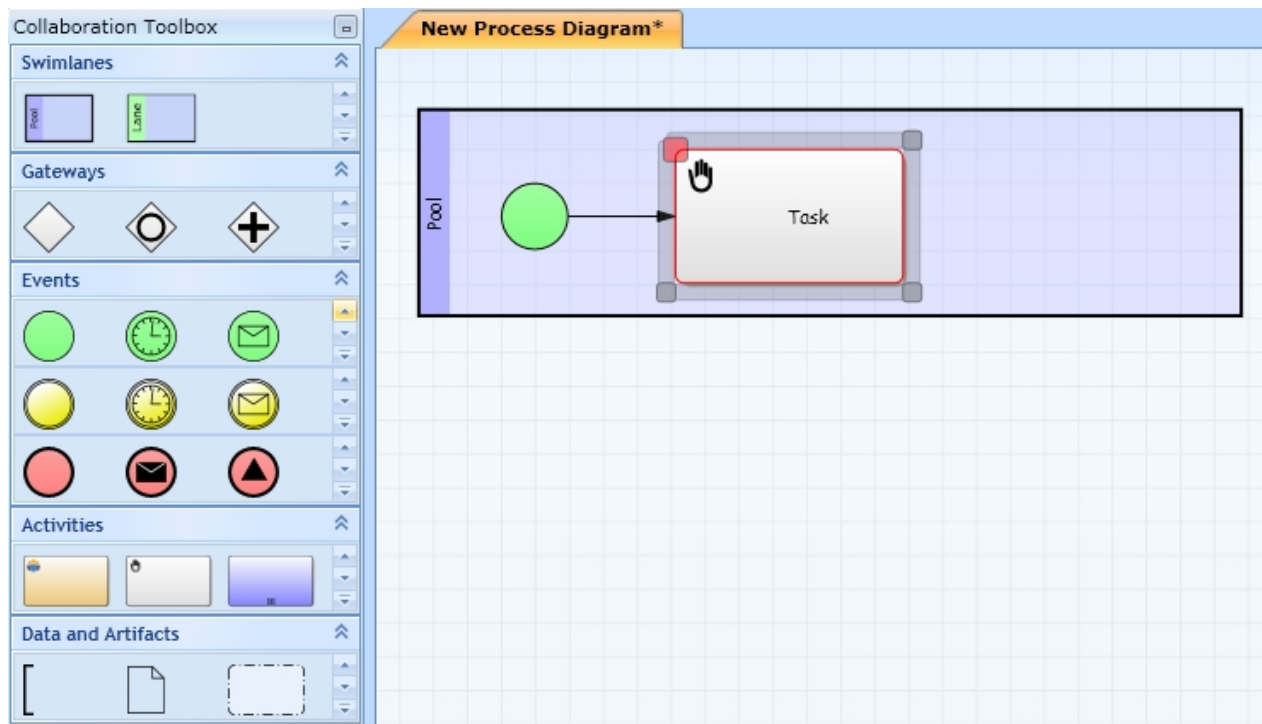 Collaboration Toolbox
Swimlanes
Pool
Lane
Gateways
Events
Activities
Data and Artifacts
New Process Diagram*
Pool
Task